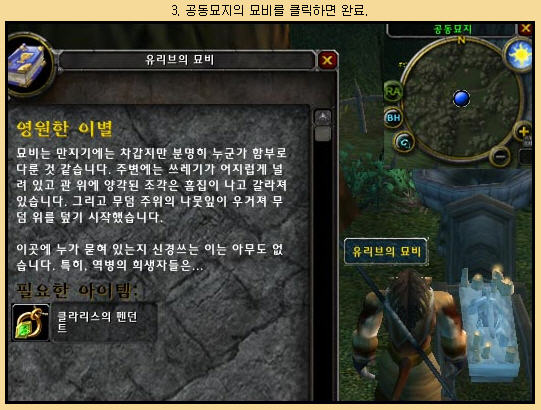 3. 공동묘지의 묘비를 클릭하면 완료.
유리브의 묘비
공동묘지
N
영원한 이별
묘비는 만지기에는 차갑지만 분명히 누군가 함부로
다룬 것 같습니다. 주변에는 쓰레기가 어지럽게 널
려 있고 관 위에 양각된 조각은 흠집이 나고 갈라져
있습니다. 그리고 무덤 주위의 나뭇잎이 우거져 무
덤 위를 덮기 시작했습니다.
이곳에 누가 묻혀 있는지 신경쓰는 이는 아무도 없
습니다. 특히, 역병의 희생자들은...
필요한 아이템:
클라리스의 펜던
트
RA
BH
유리브의 묘비